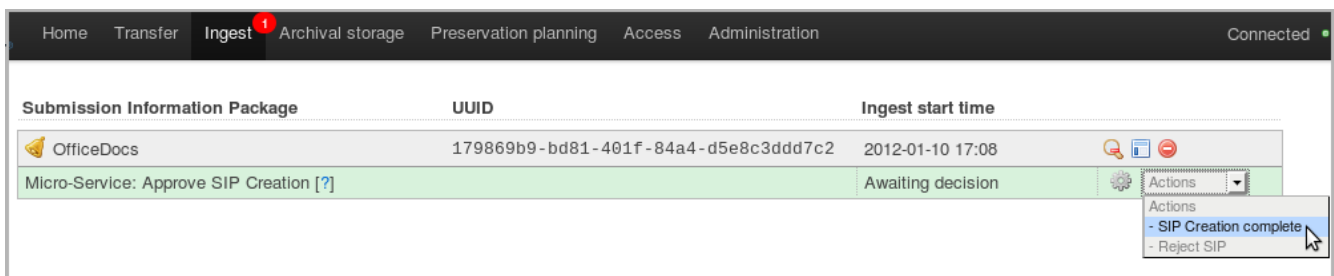 Home Transfer Ingest 1 Archival storage Preservation planning Access Administration Connected
Submission Information Package UUID Ingest start time
OfficeDocs 179869b9-bd81-401f-84a4-d5e8c3ddd7c2 2012-01-10 17:08
Micro-Service: Approve SIP Creation [?] Awaiting decision Actions
Actions
- SIP Creation complete
- Reject SIP